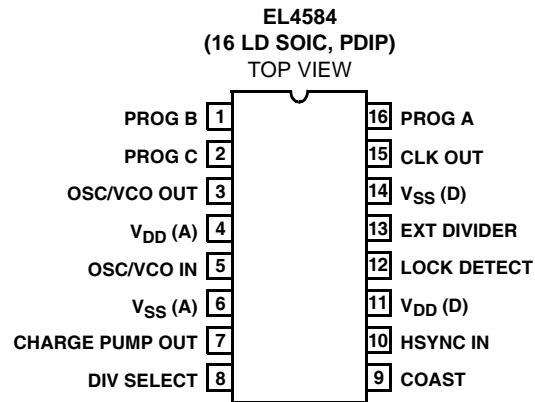 EL4584
(16 LD SOIC, PDIP)
TOP VIEW
PROG B 1 16 PROG A
PROG C 2 15 CLK OUT
OSC/VCO OUT 3 14 VSS (D)
VDD (A) 4 13 EXT DIVIDER
OSC/VCO IN 5 12 LOCK DETECT
VSS (A) 6 11 VDD (D)
CHARGE PUMP OUT 7 10 HSYNC IN
DIV SELECT 8 9 COAST